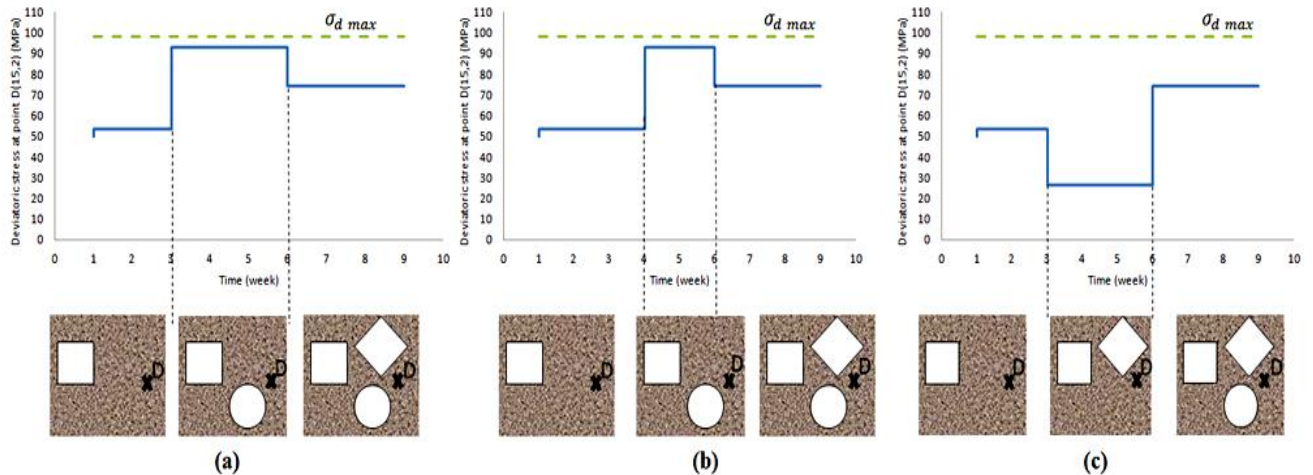 110
100
90
80
70
60
50
40
30
20
10
0
Deviatoric stress at point D(15,2) (MPa)
σd max
0 1 2 3 4 5 6 7 8 9 10
Time (week)
D
D
D
(a)
110
100
90
80
70
60
50
40
30
20
10
0
Deviatoric stress at point D(15,2) (MPa)
σd max
0 1 2 3 4 5 6 7 8 9 10
Time (week)
D
D
D
(b)
110
100
90
80
70
60
50
40
30
20
10
0
Deviatoric stress at point D(15,2) (MPa)
σd max
0 1 2 3 4 5 6 7 8 9 10
Time (week)
D
D
D
(c)